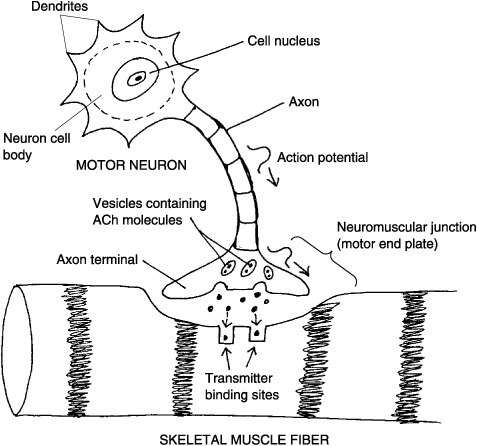 Dendrites
Cell nucleus
Axon
Neuron cell
body
MOTOR NEURON
Action potential
Vesicles containing
ACh molecules
Neuromuscular junction
(motor end plate)
Axon terminal
Transmitter
binding sites
SKELETAL MUSCLE FIBER